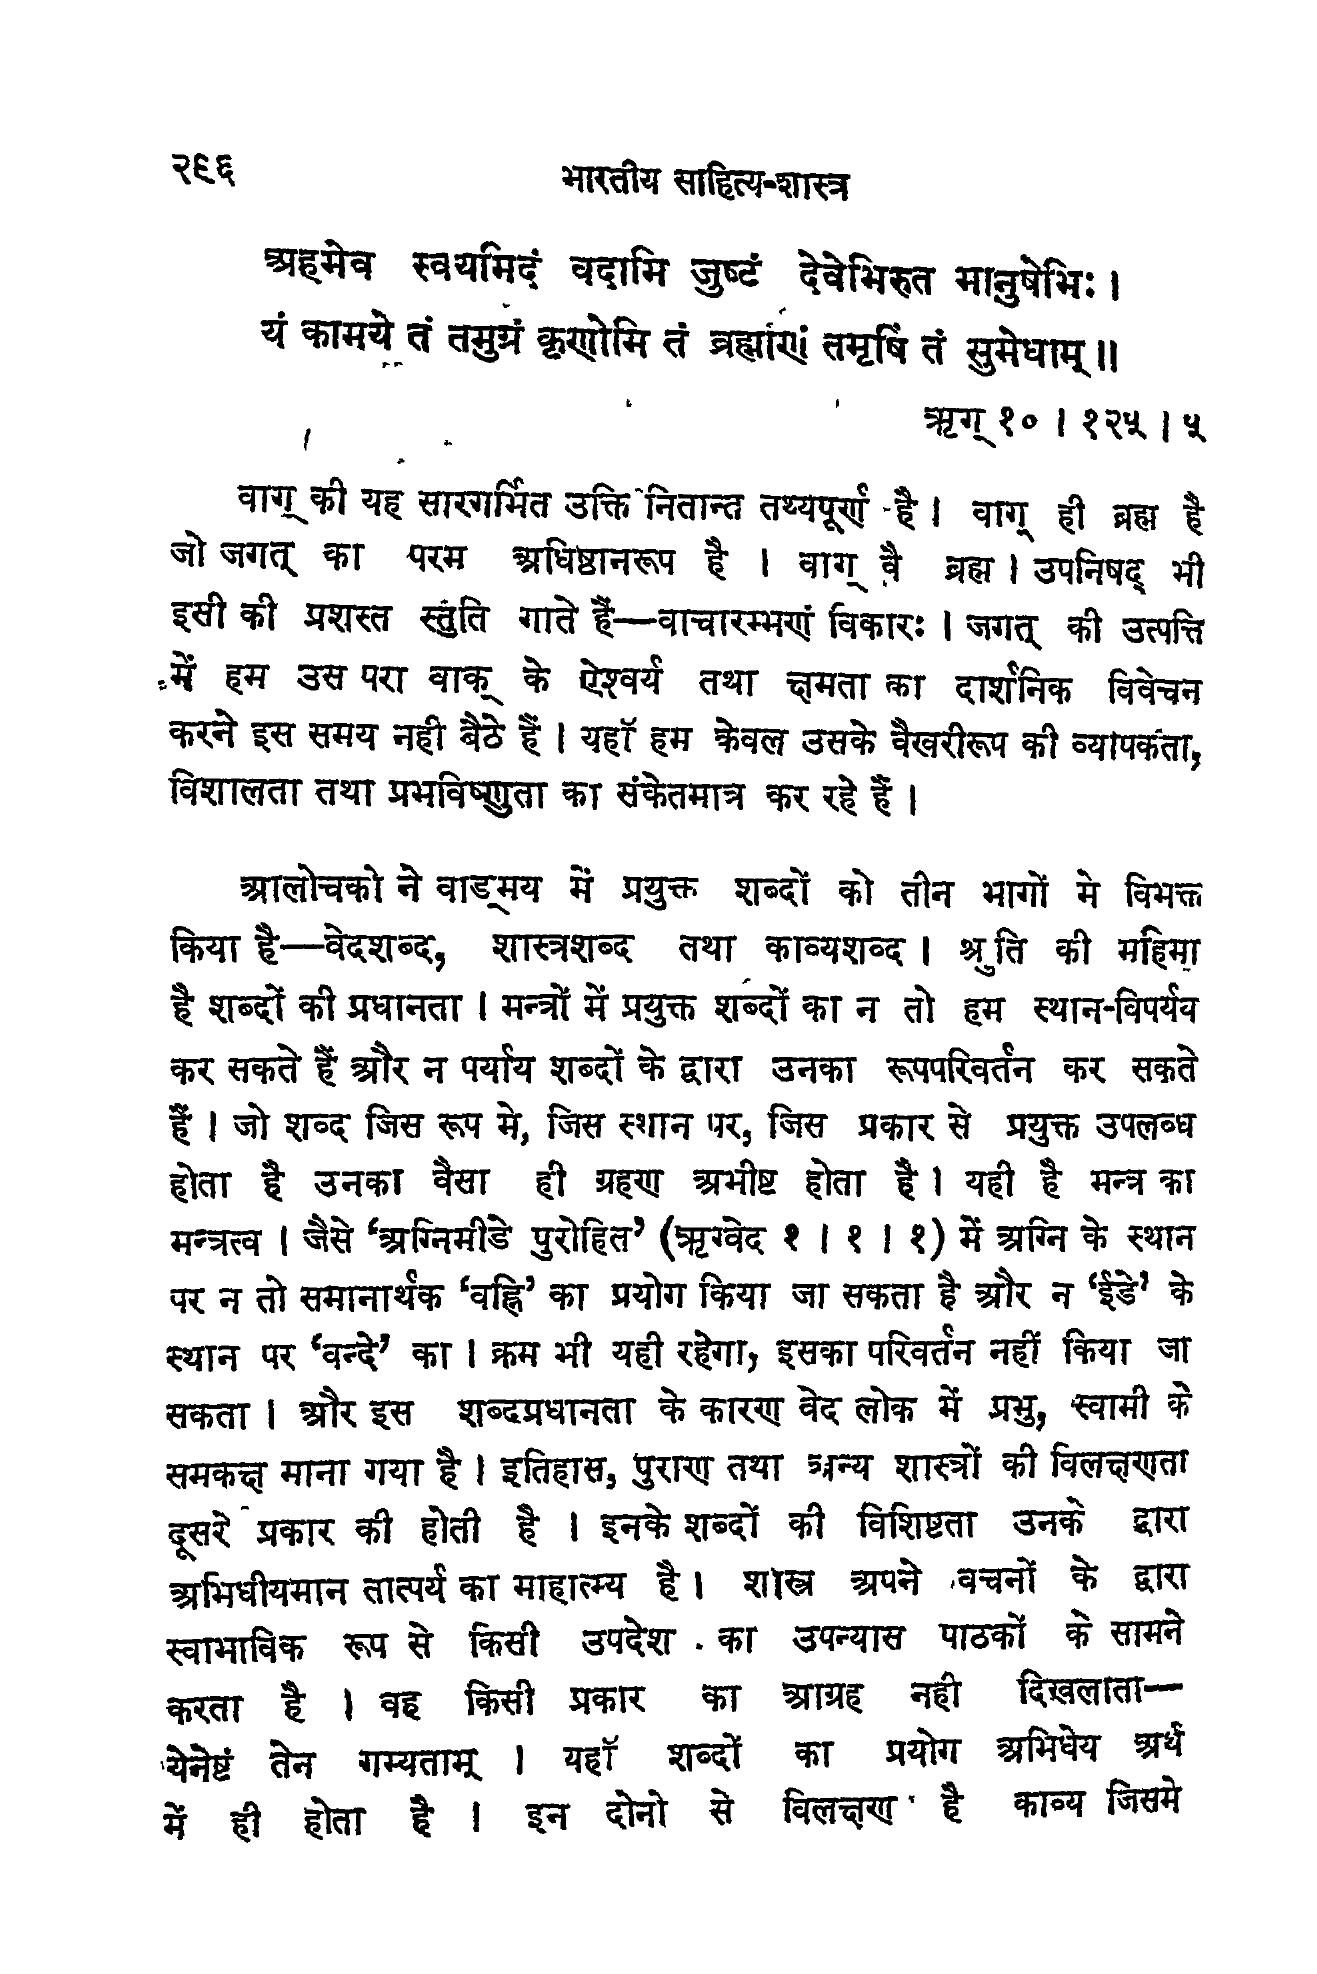 २९६
भारतीय साहित्य-शास्त्र
अहमेव स्वयमिदं वदामि जुष्टं देवेभिरुत मानुषेभिः।
यं कामये तं तमुग्रं कृणोमि तं ब्रह्माणं तमृषिं तं सुमेधाम्॥
ऋग् १० । १२५ । ५
वाग् की यह सारगर्भित उक्ति नितान्त तथ्यपूर्ण है। वाग् ही ब्रह्म है
जो जगत् का परम अधिष्ठानरूप है । वाग् वै ब्रह्म। उपनिषद् भी
इसी की प्रशस्त स्तुति गाते हैं—वाचारम्भणं विकारः। जगत् की उत्पत्ति
में हम उस परा वाक् के ऐश्वर्य तथा क्षमता का दार्शनिक विवेचन
करने इस समय नही बैठे हैं। यहाँ हम केवल उसके वैखरीरूप की व्यापकता,
विशालता तथा प्रभविष्णुता का संकेतमात्र कर रहे हैं।
आलोचको ने वाङ्मय में प्रयुक्त शब्दों को तीन भागों मे विभक्त
किया है—वेदशब्द, शास्त्रशब्द तथा काव्यशब्द। श्रुति की महिमा
है शब्दों की प्रधानता। मन्त्रों में प्रयुक्त शब्दों का न तो हम स्थान-विपर्यय
कर सकते हैं और न पर्याय शब्दों के द्वारा उनका रूपपरिवर्तन कर सकते
हैं। जो शब्द जिस रूप मे, जिस स्थान पर, जिस प्रकार से प्रयुक्त उपलब्ध
होता है उनका वैसा ही ग्रहण अभीष्ट होता है। यही है मन्त्र का
मन्त्रत्व। जैसे ‘अग्निमीडे पुरोहित’ (ऋग्वेद १ । १ । १) में अग्नि के स्थान
पर न तो समानार्थक ‘वह्नि’ का प्रयोग किया जा सकता है और न ‘ईडे’ के
स्थान पर ‘वन्दे’ का। क्रम भी यही रहेगा, इसका परिवर्तन नहीं किया जा
सकता। और इस शब्दप्रधानता के कारण वेद लोक में प्रभु, स्वामी के
समकक्ष माना गया है। इतिहास, पुराण तथा अन्य शास्त्रों की विलक्षणता
दूसरे प्रकार की होती है । इनके शब्दों की विशिष्टता उनके द्वारा
अभिधीयमान तात्पर्य का माहात्म्य है। शास्त्र अपने वचनों के द्वारा
स्वाभाविक रूप से किसी उपदेश का उपन्यास पाठकों के सामने
करता है । वह किसी प्रकार का आग्रह नही दिखलाता—
येनेष्टं तेन गम्यताम् । यहाँ शब्दों का प्रयोग अभिधेय अर्थ
में ही होता है । इन दोनो से विलक्षण है काव्य जिसमे